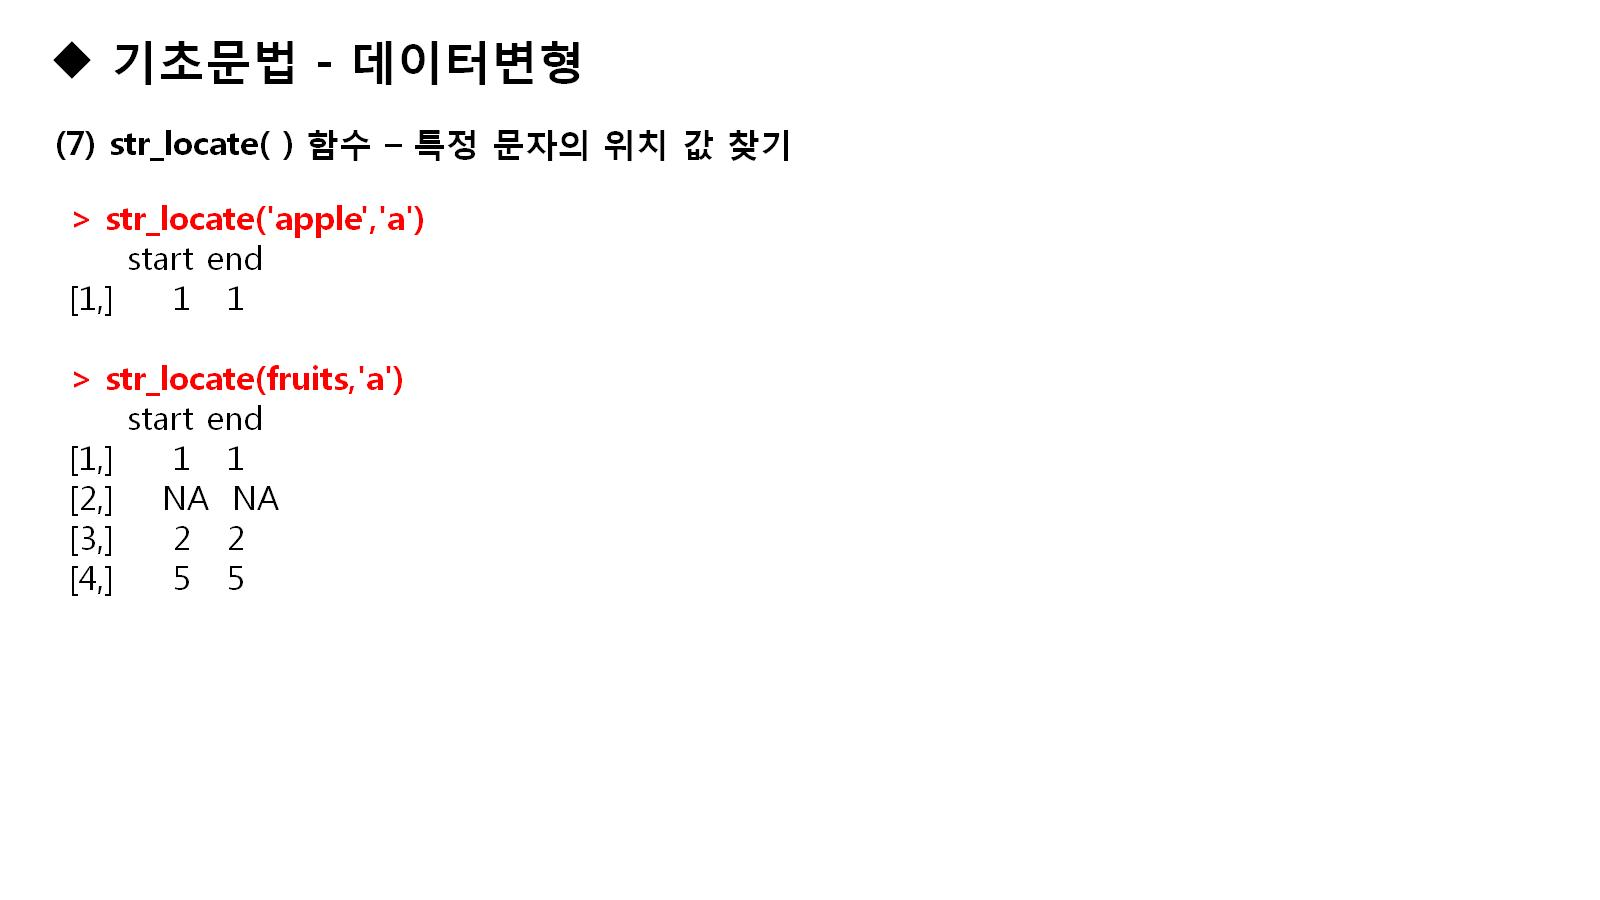 ◆ 기초문법 - 데이터변형
(7) str_locate( ) 함수 – 특정 문자의 위치 값 찾기
> str_locate('apple','a')
start end
[1,] 1 1
> str_locate(fruits,'a')
start end
[1,] 1 1
[2,] NA NA
[3,] 2 2
[4,] 5 5